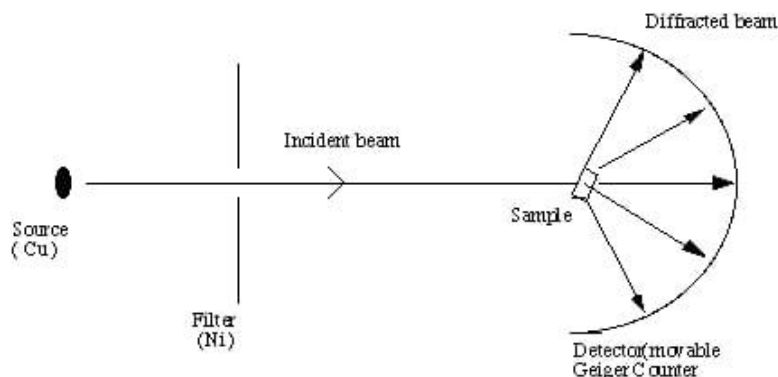 Diffracted beam
Incident beam
Source
( Cu)
Sample
Filter
(Ni)
Detector(movable
Geiger Counter